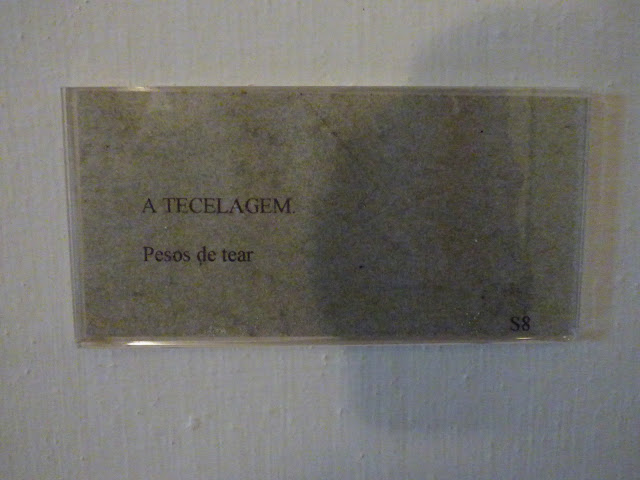 A TECELAGEM.
Pesos de tear
S8